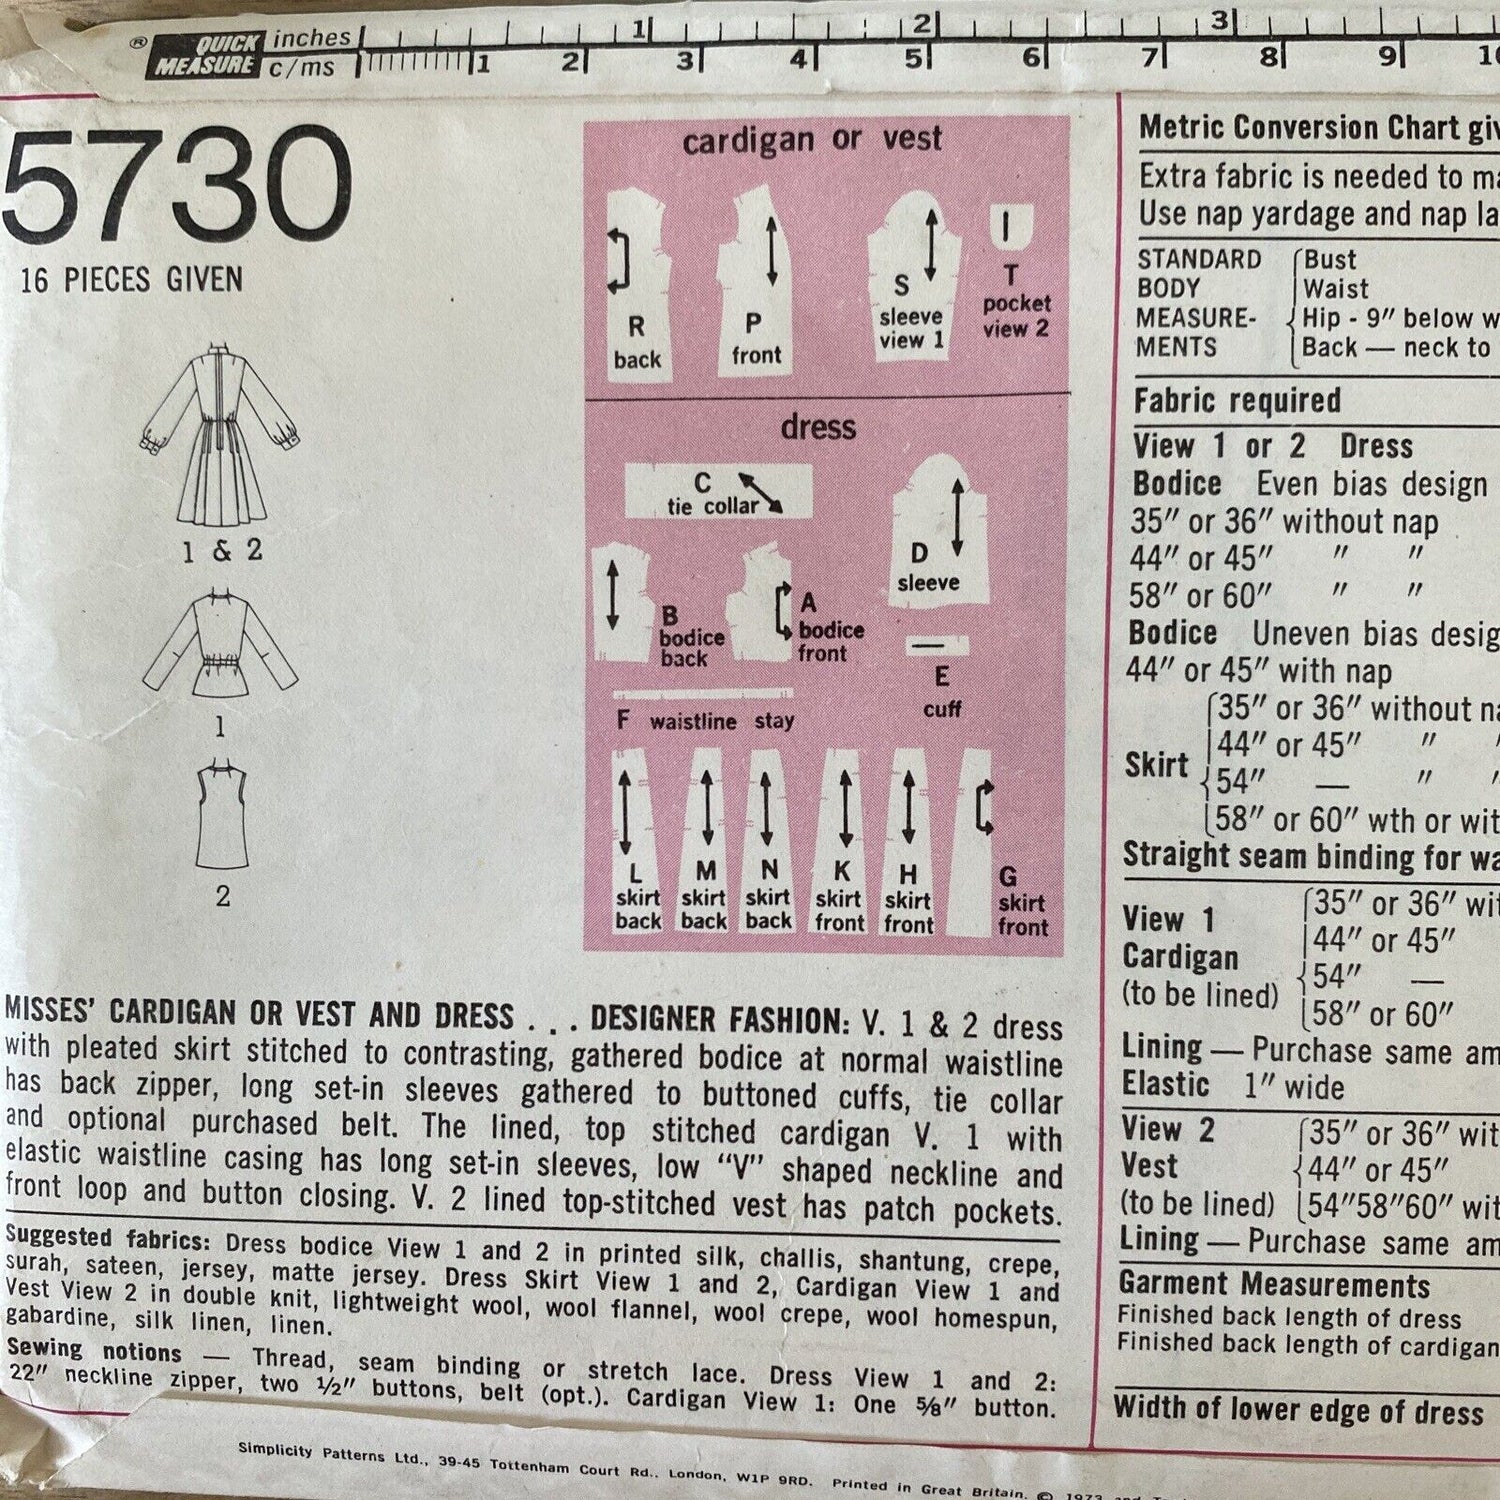 ® QUICK MEASURE inches 1 2 3
c/ms 1 2 3 4 5 6 7 8 9
5730
16 PIECES GIVEN
1 & 2
1
2
cardigan or vest
R
back
P
front
S
sleeve
view 1
T
pocket
view 2
dress
C
tie collar
D
sleeve
B
bodice
back
A
bodice
front
E
cuff
F waistline stay
L
skirt
back
M
skirt
back
N
skirt
back
K
skirt
front
H
skirt
front
G
skirt
front
MISSES' CARDIGAN OR VEST AND DRESS . . . DESIGNER FASHION: V. 1 & 2 dress
with pleated skirt stitched to contrasting, gathered bodice at normal waistline
has back zipper, long set-in sleeves gathered to buttoned cuffs, tie collar
and optional purchased belt. The lined, top stitched cardigan V. 1 with
elastic waistline casing has long set-in sleeves, low "V" shaped neckline and
front loop and button closing. V. 2 lined top-stitched vest has patch pockets.
Suggested fabrics: Dress bodice View 1 and 2 in printed silk, challis, shantung, crepe,
surah, sateen, jersey, matte jersey. Dress Skirt View 1 and 2, Cardigan View 1 and
Vest View 2 in double knit, lightweight wool, wool flannel, wool crepe, wool homespun,
gabardine, silk linen, linen.
Sewing notions — Thread, seam binding or stretch lace. Dress View 1 and 2:
22" neckline zipper, two ½" buttons, belt (opt.). Cardigan View 1: One ⅝" button.
Metric Conversion Chart giv
Extra fabric is needed to ma
Use nap yardage and nap la
STANDARD Bust
BODY Waist
MEASURE- Hip - 9" below w
MENTS Back — neck to
Fabric required
View 1 or 2 Dress
Bodice Even bias design
35" or 36" without nap
44" or 45" " "
58" or 60" " "
Bodice Uneven bias desig
44" or 45" with nap
35" or 36" without na
44" or 45" "
Skirt 54" — "
58" or 60" wth or wit
Straight seam binding for wa
View 1 35" or 36" wit
Cardigan 44" or 45"
(to be lined) 54" —
58" or 60"
Lining — Purchase same am
Elastic 1" wide
View 2 35" or 36" wit
Vest 44" or 45"
(to be lined) 54"58"60" wit
Lining — Purchase same am
Garment Measurements
Finished back length of dress
Finished back length of cardigan
Width of lower edge of dress
Simplicity Patterns Ltd., 39-45 Tottenham Court Rd., London, W1P 9RD. Printed in Great Britain. © 1973 and